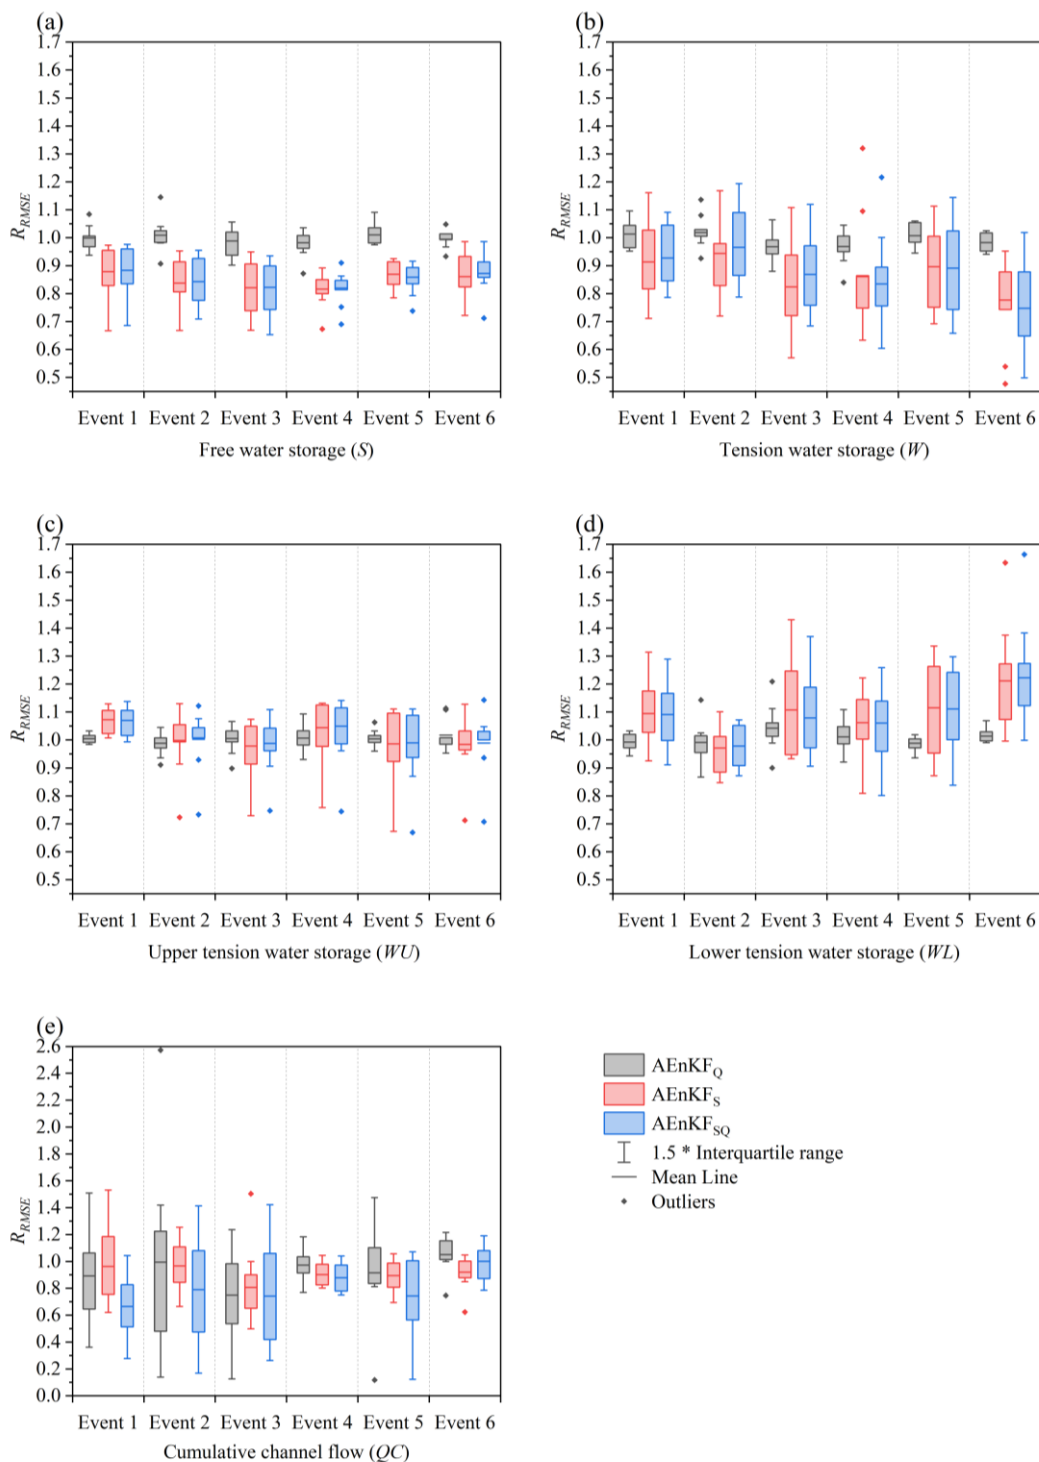 (a)
1.7
1.6
1.5
1.4
1.3
1.2
1.1
1.0
0.9
0.8
0.7
0.6
0.5
R_RMSE
Event 1 Event 2 Event 3 Event 4 Event 5 Event 6
Free water storage (S)
(b)
1.7
1.6
1.5
1.4
1.3
1.2
1.1
1.0
0.9
0.8
0.7
0.6
0.5
R_RMSE
Event 1 Event 2 Event 3 Event 4 Event 5 Event 6
Tension water storage (W)
(c)
1.7
1.6
1.5
1.4
1.3
1.2
1.1
1.0
0.9
0.8
0.7
0.6
0.5
R_RMSE
Event 1 Event 2 Event 3 Event 4 Event 5 Event 6
Upper tension water storage (WU)
(d)
1.7
1.6
1.5
1.4
1.3
1.2
1.1
1.0
0.9
0.8
0.7
0.6
0.5
R_RMSE
Event 1 Event 2 Event 3 Event 4 Event 5 Event 6
Lower tension water storage (WL)
(e)
2.6
2.4
2.2
2.0
1.8
1.6
1.4
1.2
1.0
0.8
0.6
0.4
0.2
0.0
R_RMSE
Event 1 Event 2 Event 3 Event 4 Event 5 Event 6
Cumulative channel flow (QC)
AEnKF_Q
AEnKF_S
AEnKF_SQ
1.5 * Interquartile range
Mean Line
Outliers